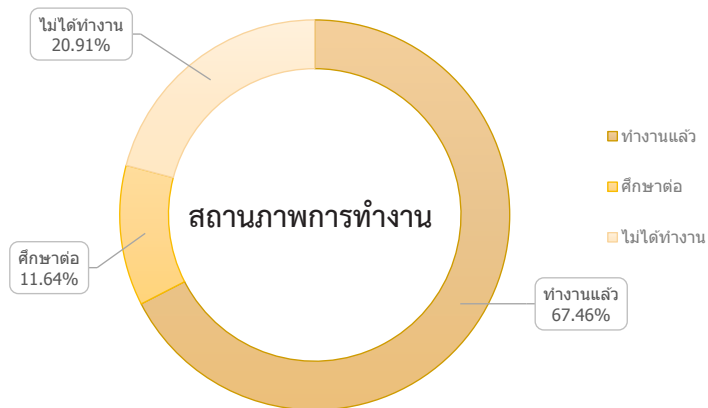 ไม่ได้ทำงาน
20.91%
ทำงานแล้ว
ศึกษาต่อ
ไม่ได้ทำงาน
สถานภาพการทำงาน
ศึกษาต่อ
11.64%
ทำงานแล้ว
67.46%